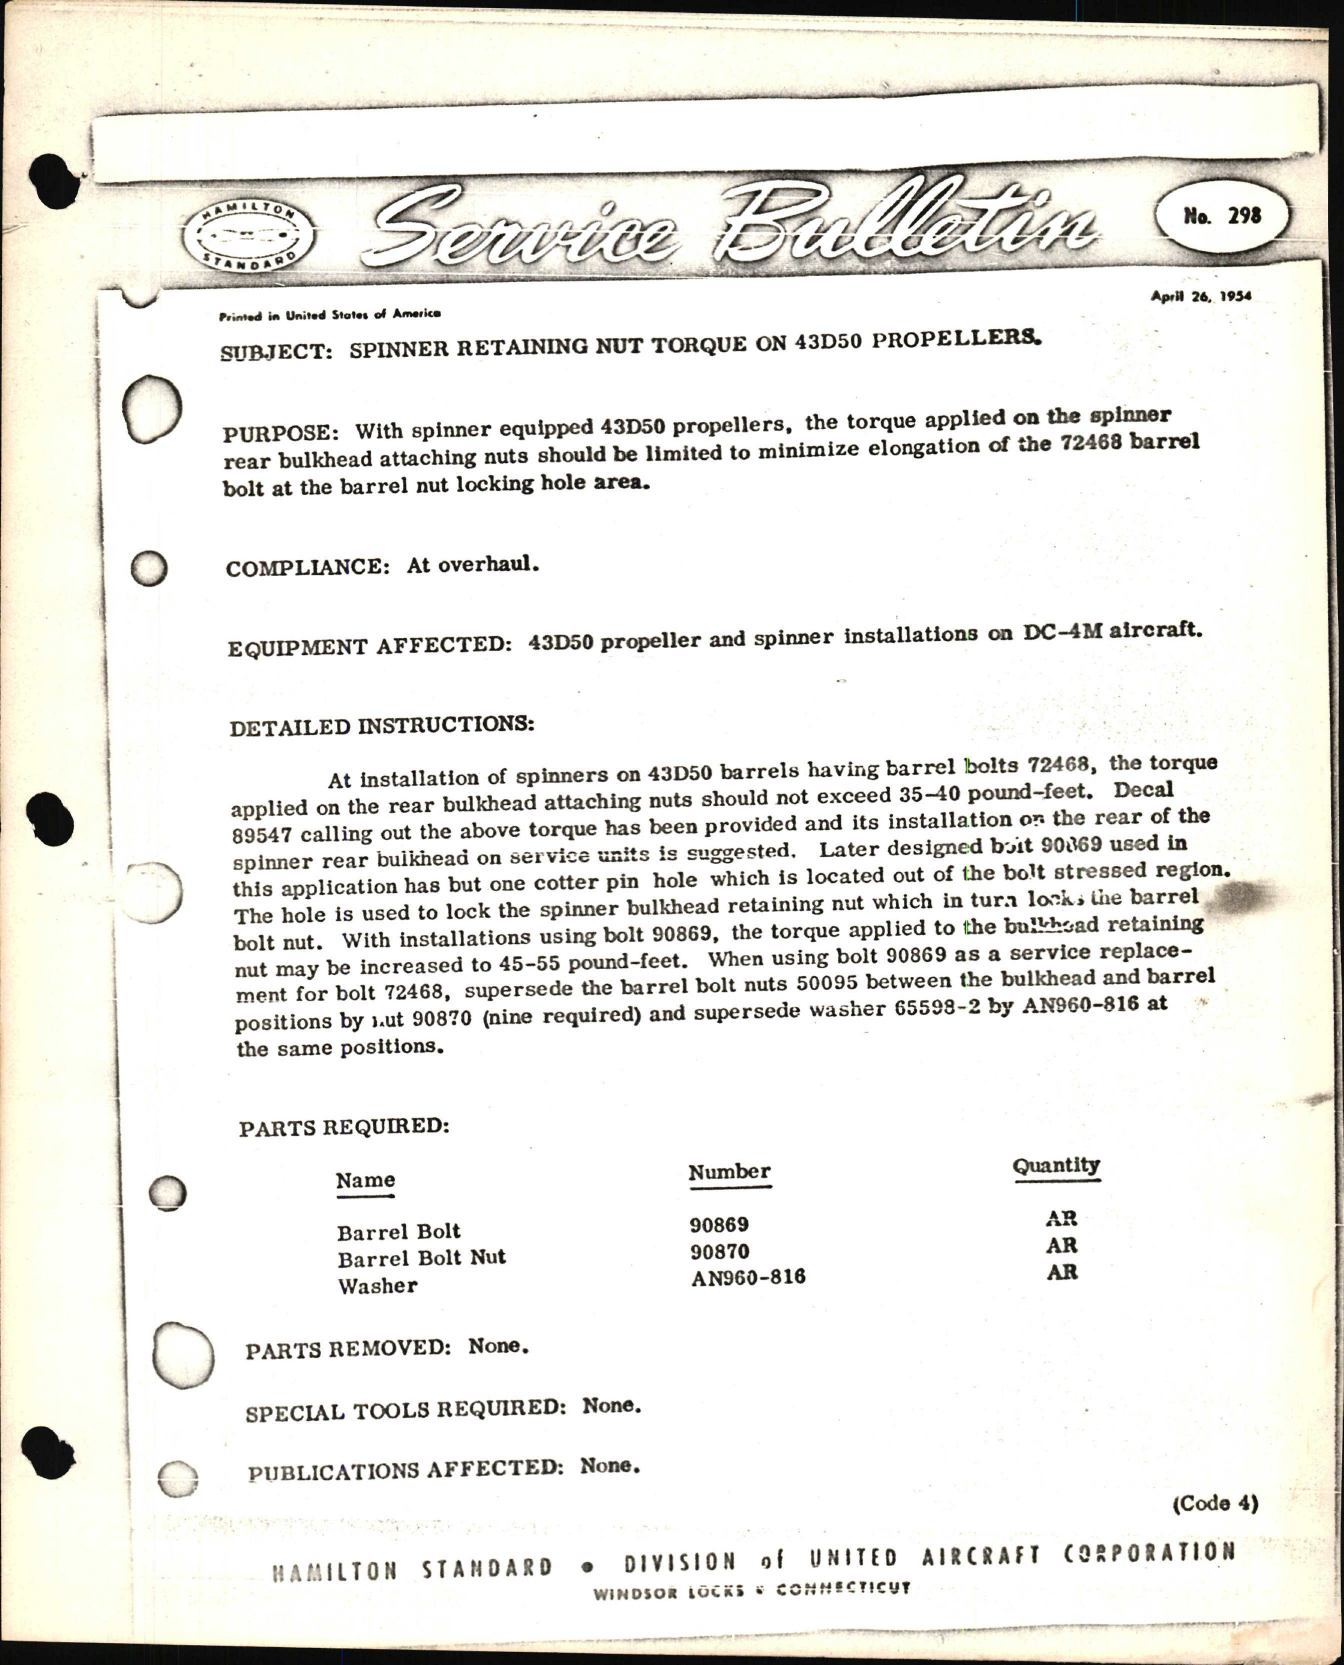 HAMILTON
STANDARD
Service Bulletin
No. 298
April 26, 1954
Printed in United States of America
SUBJECT: SPINNER RETAINING NUT TORQUE ON 43D50 PROPELLERS.
PURPOSE: With spinner equipped 43D50 propellers, the torque applied on the spinner
rear bulkhead attaching nuts should be limited to minimize elongation of the 72468 barrel
bolt at the barrel nut locking hole area.
COMPLIANCE: At overhaul.
EQUIPMENT AFFECTED: 43D50 propeller and spinner installations on DC-4M aircraft.
DETAILED INSTRUCTIONS:
At installation of spinners on 43D50 barrels having barrel bolts 72468, the torque
applied on the rear bulkhead attaching nuts should not exceed 35-40 pound-feet. Decal
89547 calling out the above torque has been provided and its installation on the rear of the
spinner rear bulkhead on service units is suggested. Later designed bolt 90869 used in
this application has but one cotter pin hole which is located out of the bolt stressed region.
The hole is used to lock the spinner bulkhead retaining nut which in turn locks the barrel
bolt nut. With installations using bolt 90869, the torque applied to the bulkhead retaining
nut may be increased to 45-55 pound-feet. When using bolt 90869 as a service replace-
ment for bolt 72468, supersede the barrel bolt nuts 50095 between the bulkhead and barrel
positions by nut 90870 (nine required) and supersede washer 65598-2 by AN960-816 at
the same positions.
PARTS REQUIRED:
Name Number Quantity
Barrel Bolt 90869 AR
Barrel Bolt Nut 90870 AR
Washer AN960-816 AR
PARTS REMOVED: None.
SPECIAL TOOLS REQUIRED: None.
PUBLICATIONS AFFECTED: None.
(Code 4)
HAMILTON STANDARD • DIVISION of UNITED AIRCRAFT CORPORATION
WINDSOR LOCKS • CONNECTICUT